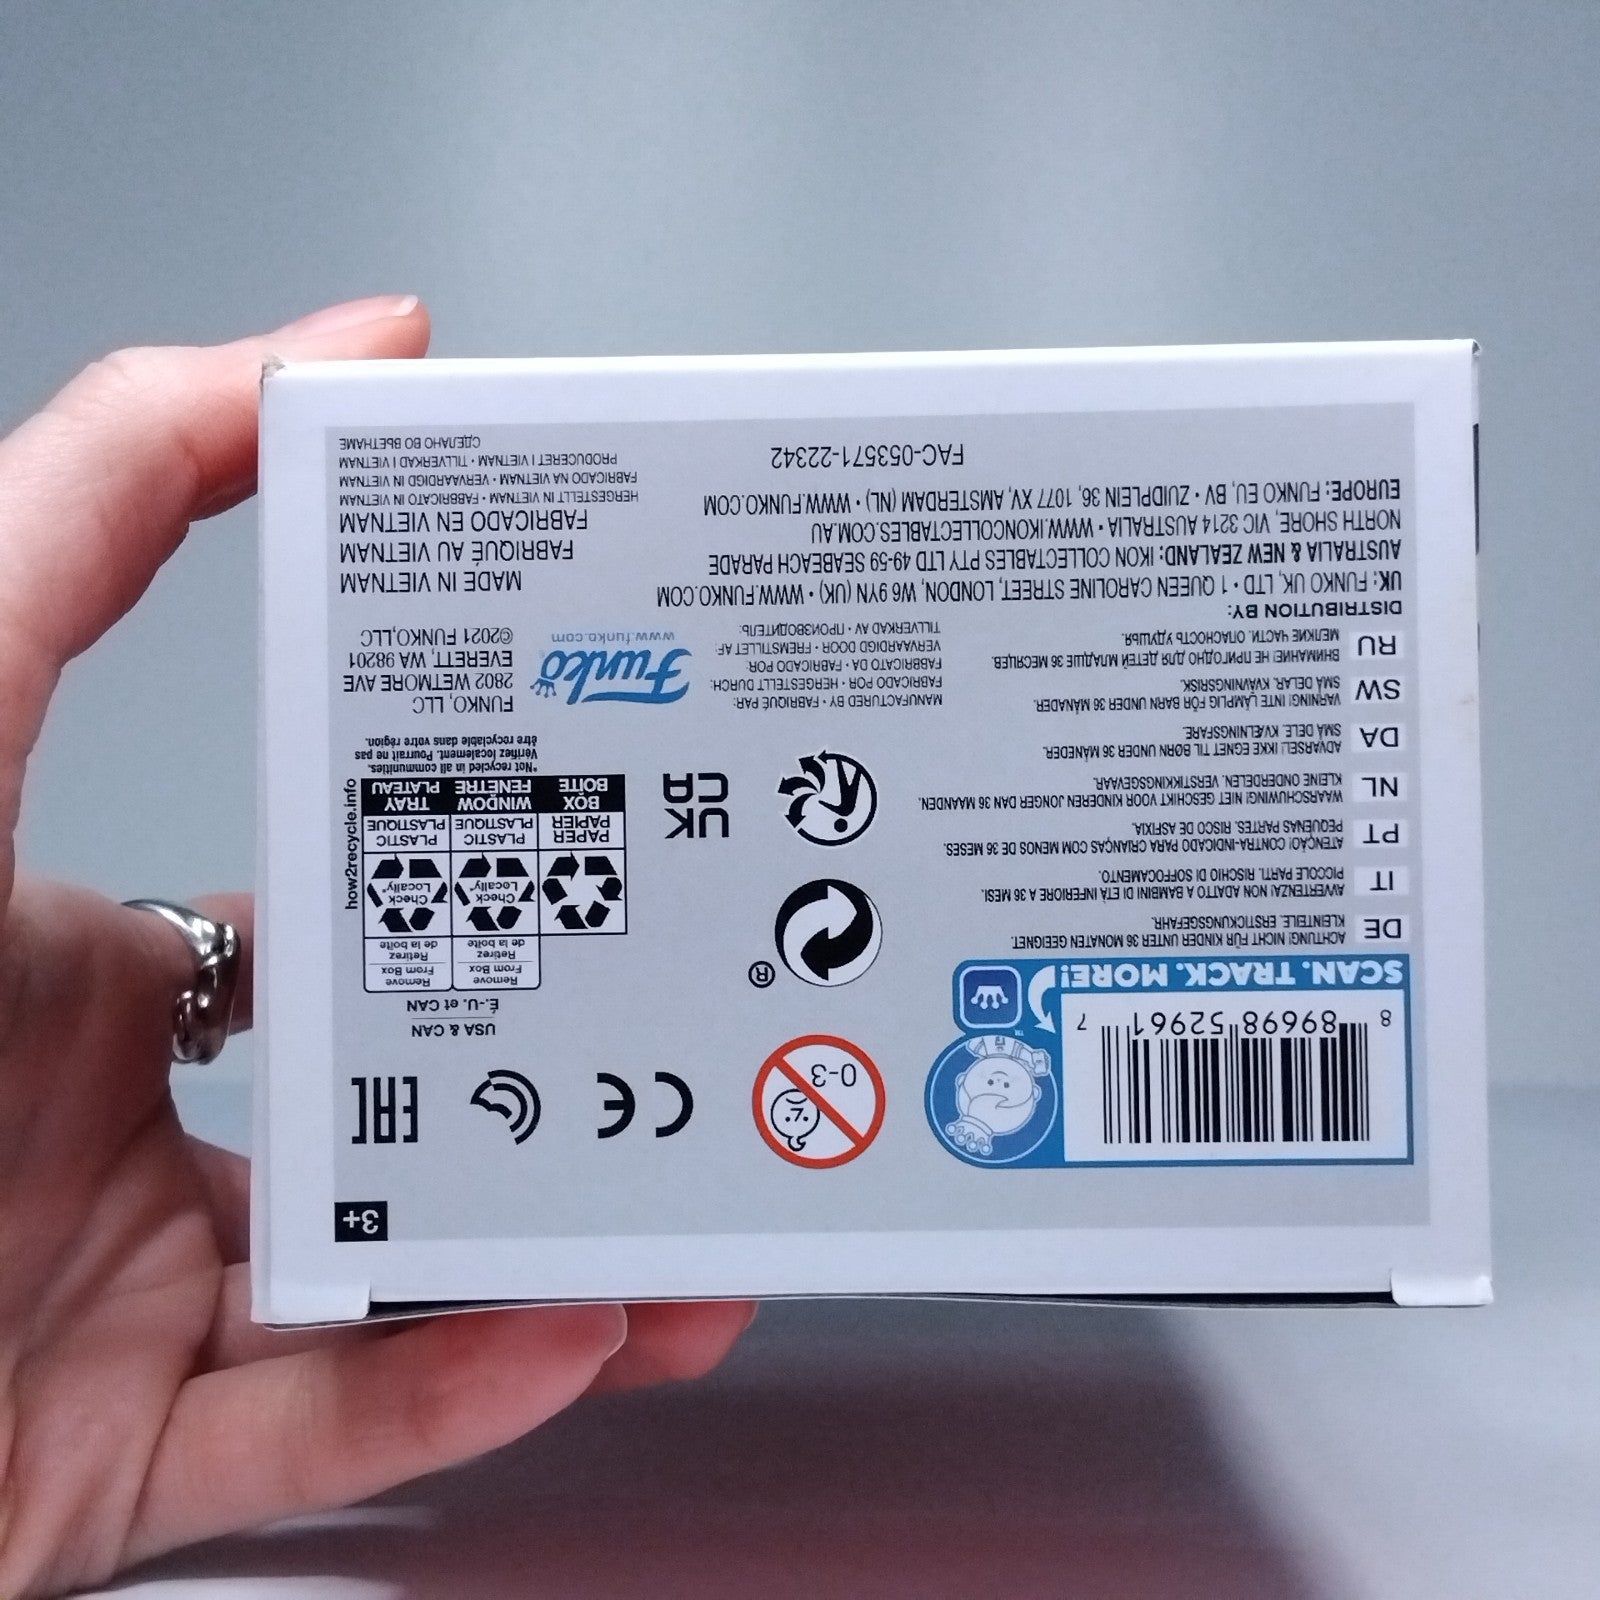 3+
8 89698 52961 7
™
SCAN. TRACK. MORE!
0-3
CE
EAC
®
UK
CA
USA & CAN
É.-U. et CAN
Remove
From Box
Retirez
de la boîte
Remove
From Box
Retirez
de la boîte
Check
Locally*
Check
Locally*
PAPER
PAPIER
BOX
BOÎTE
PLASTIC
PLASTIQUE
WINDOW
FENÊTRE
PLASTIC
PLASTIQUE
TRAY
PLATEAU
how2recycle.info
*Not recycled in all communities.
Vérifiez localement. Pourrait ne pas
être recyclable dans votre région.
DE
ACHTUNG! NICHT FÜR KINDER UNTER 36 MONATEN GEEIGNET.
KLEINTEILE. ERSTICKUNGSGEFAHR.
IT
AVVERTENZA! NON ADATTO A BAMBINI DI ETÀ INFERIORE A 36 MESI.
PICCOLE PARTI. RISCHIO DI SOFFOCAMENTO.
PT
ATENÇÃO! CONTRA-INDICADO PARA CRIANÇAS COM MENOS DE 36 MESES.
PEQUENAS PARTES. RISCO DE ASFIXIA.
NL
WAARSCHUWING! NIET GESCHIKT VOOR KINDEREN JONGER DAN 36 MAANDEN.
KLEINE ONDERDELEN. VERSTIKKINGSGEVAAR.
DA
ADVARSEL! IKKE EGNET TIL BØRN UNDER 36 MÅNEDER.
SMÅ DELE. KVÆLNINGSFARE.
SW
VARNING! INTE LÄMPLIG FÖR BARN UNDER 36 MÅNADER.
SMÅ DELAR. KVÄVNINGSRISK.
RU
ВНИМАНИЕ! НЕ ПРИГОДНО ДЛЯ ДЕТЕЙ МЛАДШЕ 36 МЕСЯЦЕВ.
МЕЛКИЕ ЧАСТИ. ОПАСНОСТЬ УДУШЬЯ.
MANUFACTURED BY • FABRIQUÉ PAR:
FABRICADO POR • HERGESTELLT DURCH:
FABBRICATO DA • FABRICADO POR:
VERVAARDIGD DOOR • FREMSTILLET AF:
TILLVERKAD AV • ПРОИЗВОДИТЕЛЬ:
Funko
www.funko.com
FUNKO, LLC
2802 WETMORE AVE
EVERETT, WA 98201
©2021 FUNKO,LLC
DISTRIBUTION BY:
UK: FUNKO UK, LTD • 1 QUEEN CAROLINE STREET, LONDON, W6 9YN (UK) • WWW.FUNKO.COM
AUSTRALIA & NEW ZEALAND: IKON COLLECTABLES PTY LTD 49-59 SEABEACH PARADE
NORTH SHORE, VIC 3214 AUSTRALIA • WWW.IKONCOLLECTABLES.COM.AU
EUROPE: FUNKO EU, BV • ZUIDPLEIN 36, 1077 XV, AMSTERDAM (NL) • WWW.FUNKO.COM
FAC-053571-22342
MADE IN VIETNAM
FABRIQUÉ AU VIETNAM
FABRICADO EN VIETNAM
HERGESTELLT IN VIETNAM • FABBRICATO IN VIETNAM
FABRICADO NA VIETNAM • VERVAARDIGD IN VIETNAM
PRODUCERET I VIETNAM • TILLVERKAD I VIETNAM
СДЕЛАНО ВО ВЬЕТНАМЕ